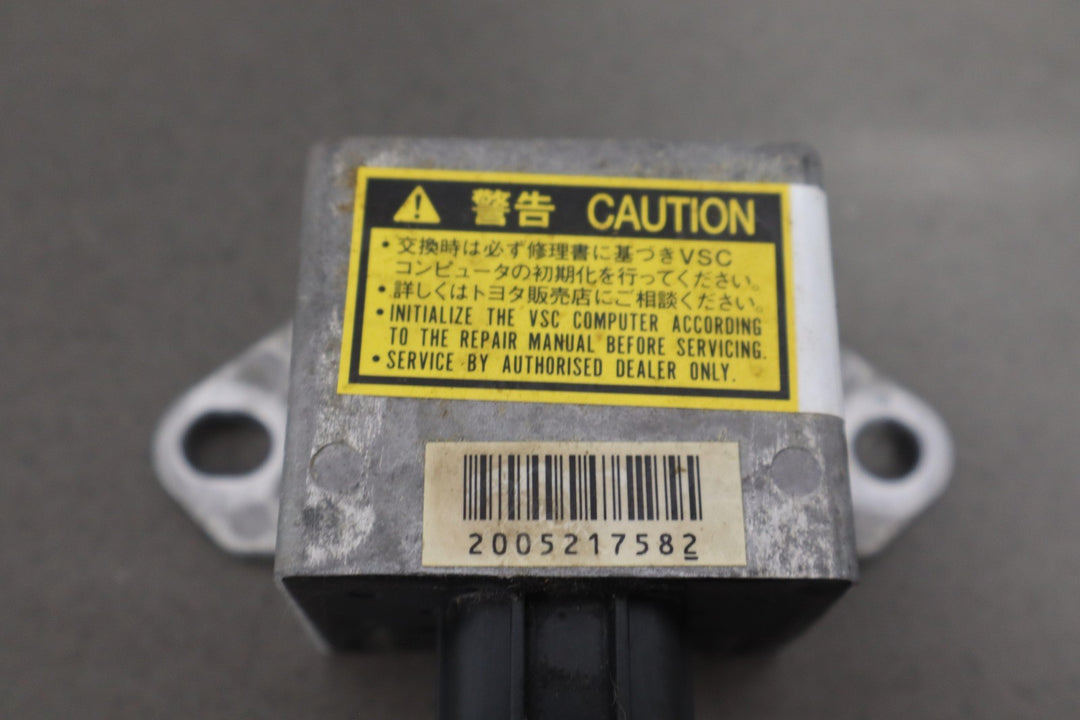 警告 CAUTION
・交換時は必ず修理書に基づきVSC
コンピュータの初期化を行ってください。
・詳しくはトヨタ販売店にご相談ください。
・INITIALIZE THE VSC COMPUTER ACCORDING
TO THE REPAIR MANUAL BEFORE SERVICING.
・SERVICE BY AUTHORISED DEALER ONLY.
2005217582